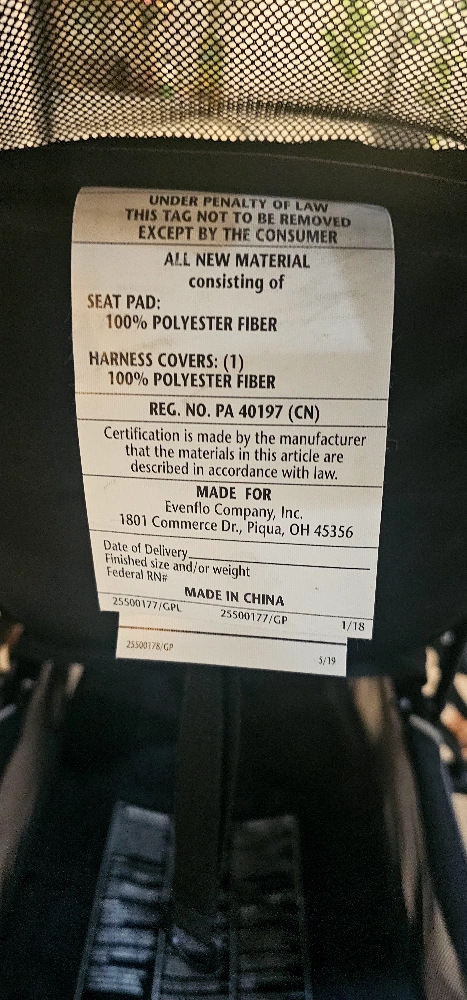 UNDER PENALTY OF LAW
THIS TAG NOT TO BE REMOVED
EXCEPT BY THE CONSUMER
ALL NEW MATERIAL
consisting of
SEAT PAD:
100% POLYESTER FIBER
HARNESS COVERS: (1)
100% POLYESTER FIBER
REG. NO. PA 40197 (CN)
Certification is made by the manufacturer
that the materials in this article are
described in accordance with law.
MADE FOR
Evenflo Company, Inc.
1801 Commerce Dr., Piqua, OH 45356
Date of Delivery
Finished size and/or weight
Federal RN#
MADE IN CHINA
25500177/GPL 25500177/GP 1/18
25500178/GP 5/19